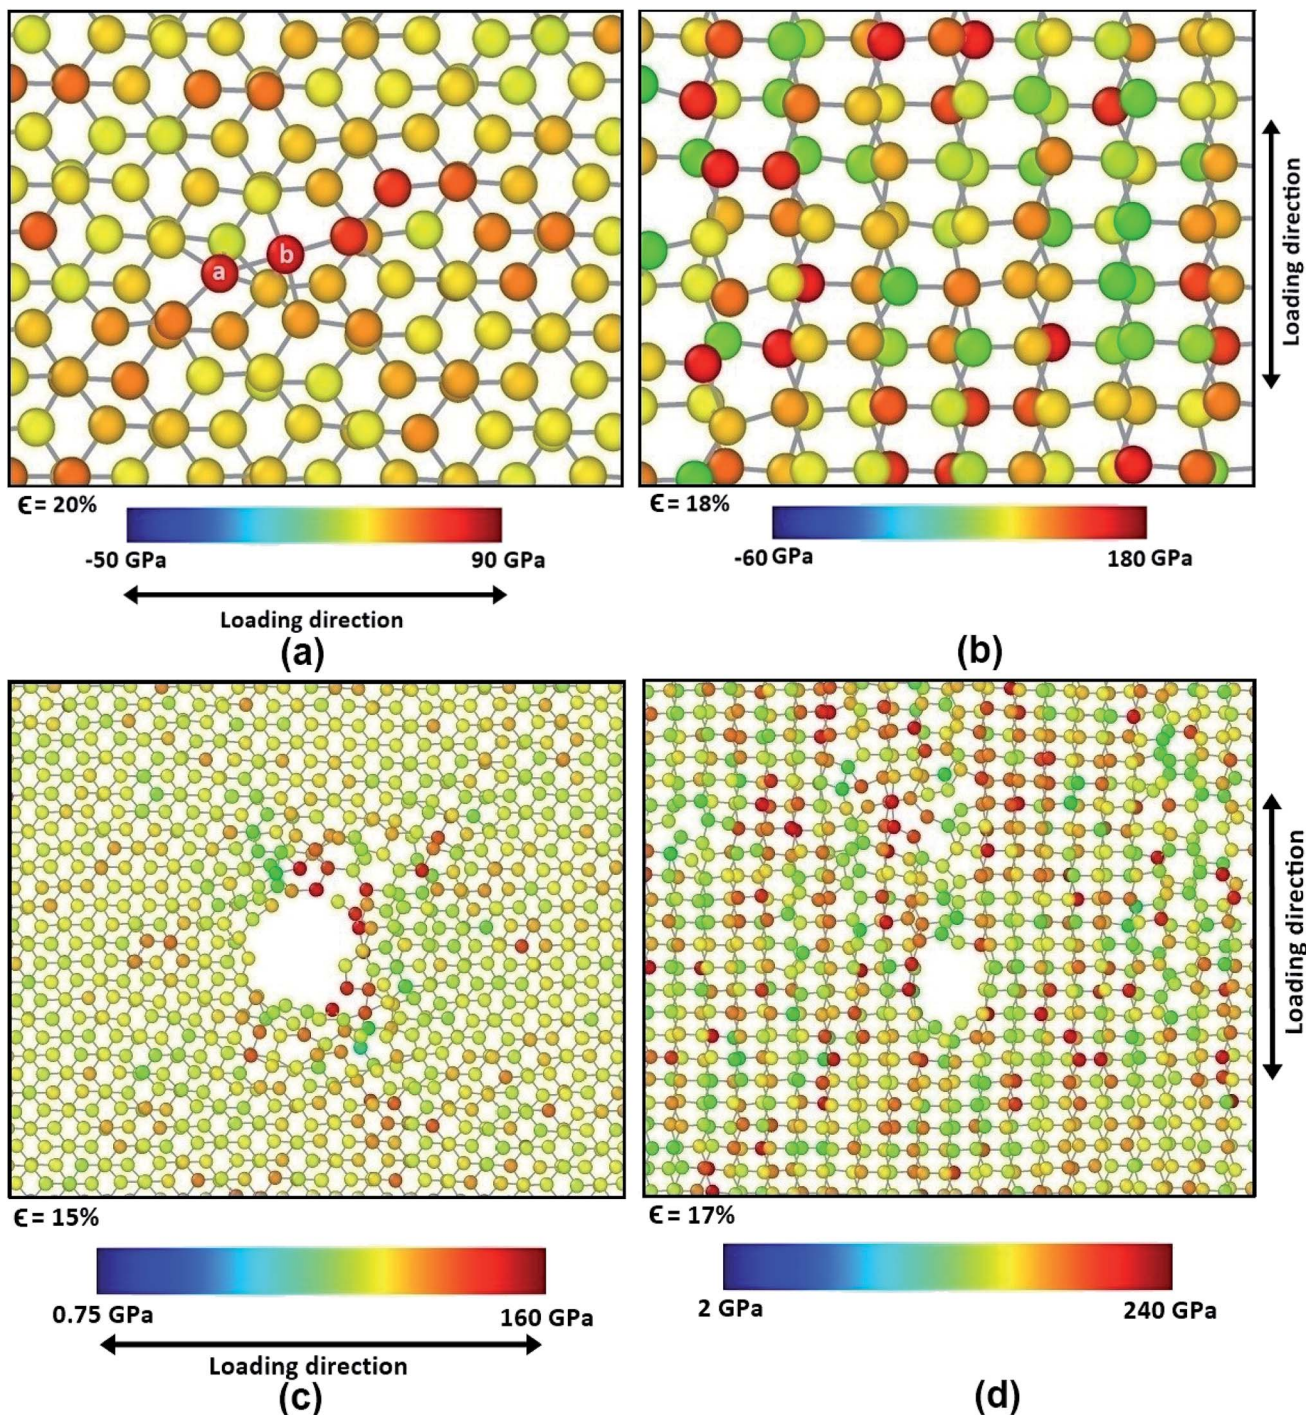 a
b
Loading direction
Є = 20%
-50 GPa
90 GPa
Loading direction
(a)
Є = 18%
-60 GPa
180 GPa
(b)
Loading direction
Є = 15%
0.75 GPa
160 GPa
Loading direction
(c)
Є = 17%
2 GPa
240 GPa
(d)